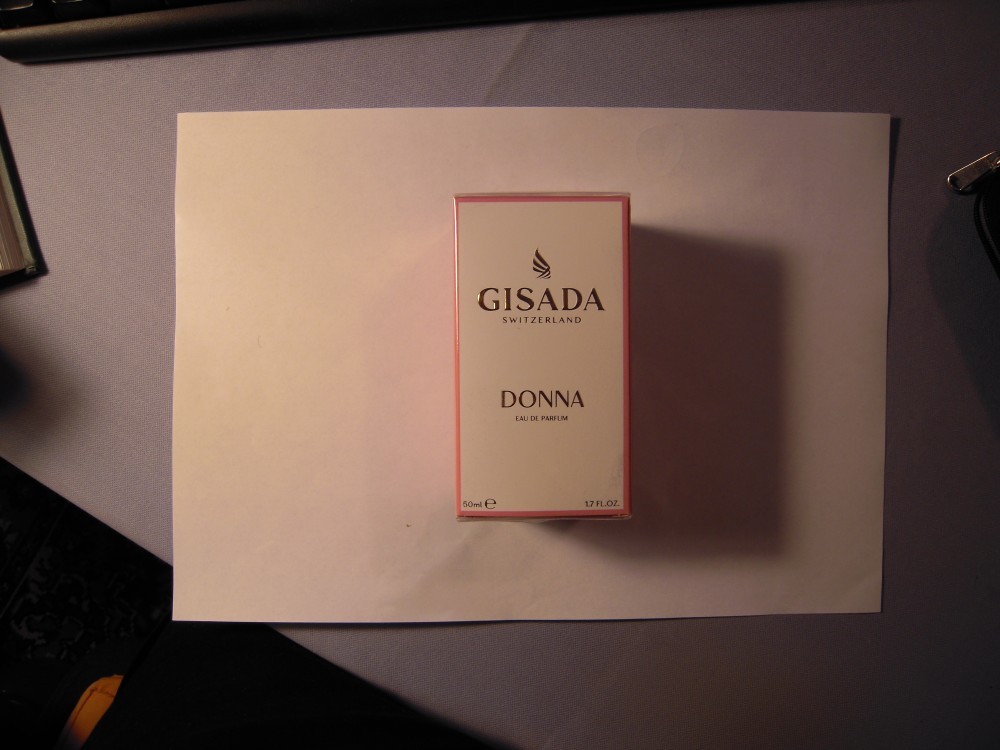 GISADA
SWITZERLAND
DONNA
EAU DE PARFUM
50ml ℮ 1.7 FL.OZ.